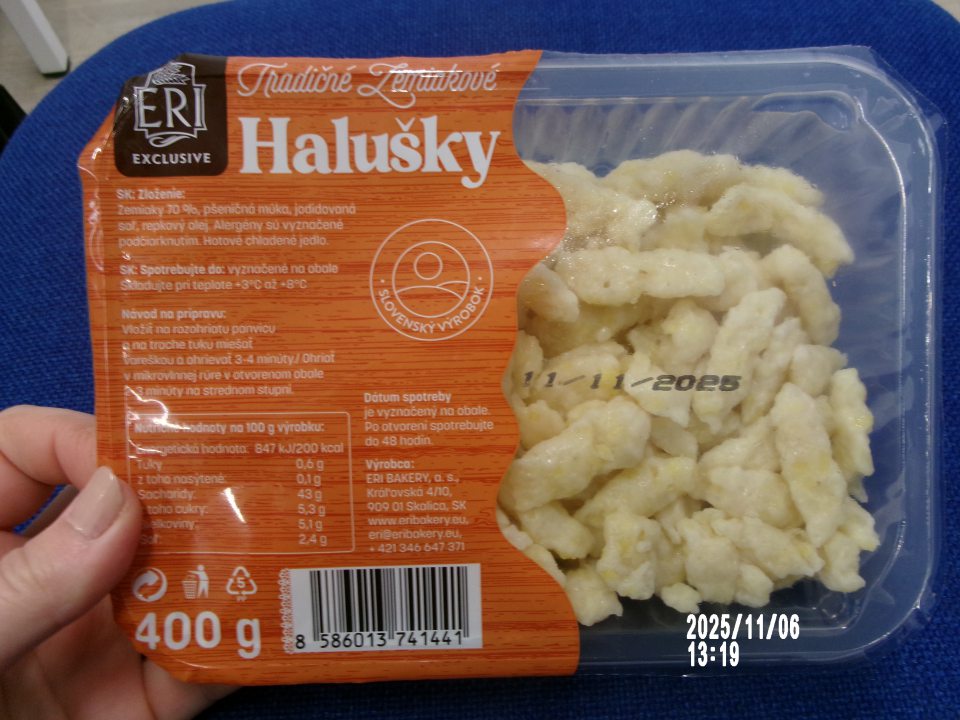 ERI
EXCLUSIVE
Tradičné Zemiakové
Halušky
SK: Zloženie:
Zemiaky 70 %, pšeničná múka, jodidovaná
soľ, repkový olej. Alergény sú vyznačené
podčiarknutím. Hotové chladené jedlo.
SK: Spotrebujte do: vyznačené na obale
Skladujte pri teplote +3°C až +8°C
Návod na prípravu:
Vložiť na rozohriatu panvicu
a na troche tuku miešať
vareškou a ohrievať 3-4 minúty./ Ohriať
v mikrovlnnej rúre v otvorenom obale
minúty na strednom stupni.
SLOVENSKÝ VÝROBOK
Nutričné hodnoty na 100 g výrobku:
Energetická hodnota: 847 kJ/200 kcal
Tuky 0,6 g
z toho nasýtené: 0,1 g
Sacharidy: 43 g
z toho cukry: 5,3 g
Bielkoviny: 5,1 g
Soľ: 2,4 g
Dátum spotreby
je vyznačený na obale.
Po otvorení spotrebujte
do 48 hodín.
Výrobca:
ERI BAKERY, a. s.,
Kráľovská 4/10,
909 01 Skalica, SK
www.eribakery.eu,
eri@eribakery.eu,
+ 421 346 647 371
5
PP
400 g
8 586013 741441
11/11/2025
2025/11/06
13:19